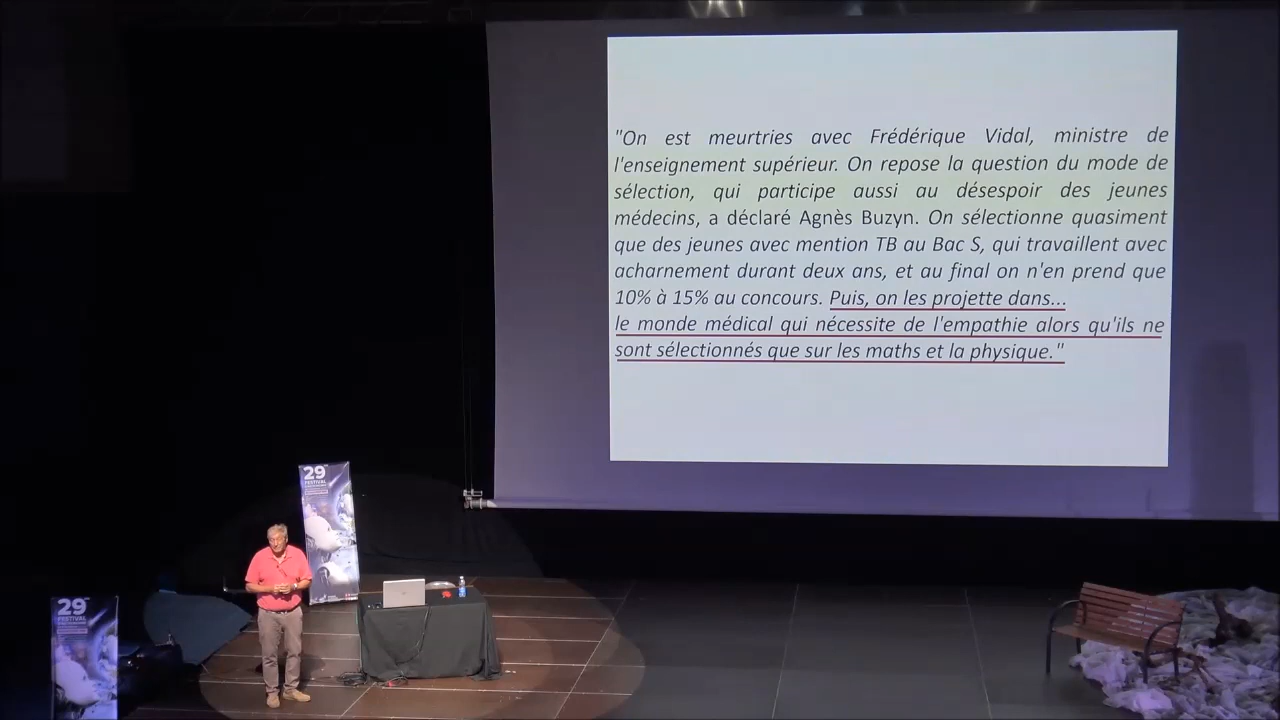 "On est meurtries avec Frédérique Vidal, ministre de
l'enseignement supérieur. On repose la question du mode de
sélection, qui participe aussi au désespoir des jeunes
médecins, a déclaré Agnès Buzyn. On sélectionne quasiment
que des jeunes avec mention TB au Bac S, qui travaillent avec
acharnement durant deux ans, et au final on n'en prend que
10% à 15% au concours. Puis, on les projette dans...
le monde médical qui nécessite de l'empathie alors qu'ils ne
sont sélectionnés que sur les maths et la physique."
29
FESTIVAL
29
FESTIVAL